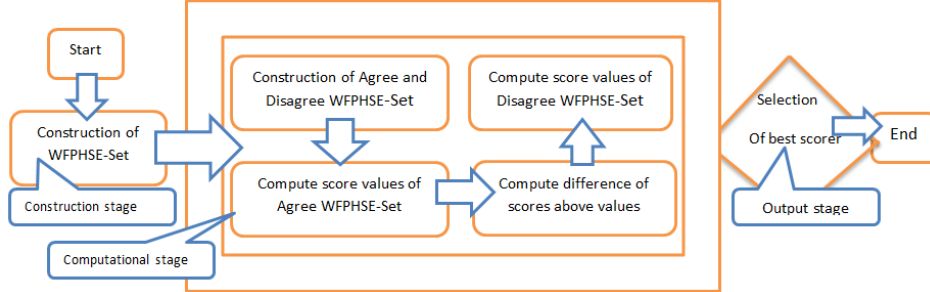 Start
Construction of
WFPHSE-Set
Construction stage
Construction of Agree and
Disagree WFPHSE-Set
Compute score values of
Agree WFPHSE-Set
Computational stage
Compute difference of
scores above values
Compute score values of
Disagree WFPHSE-Set
Selection
Of best scorer
Output stage
End